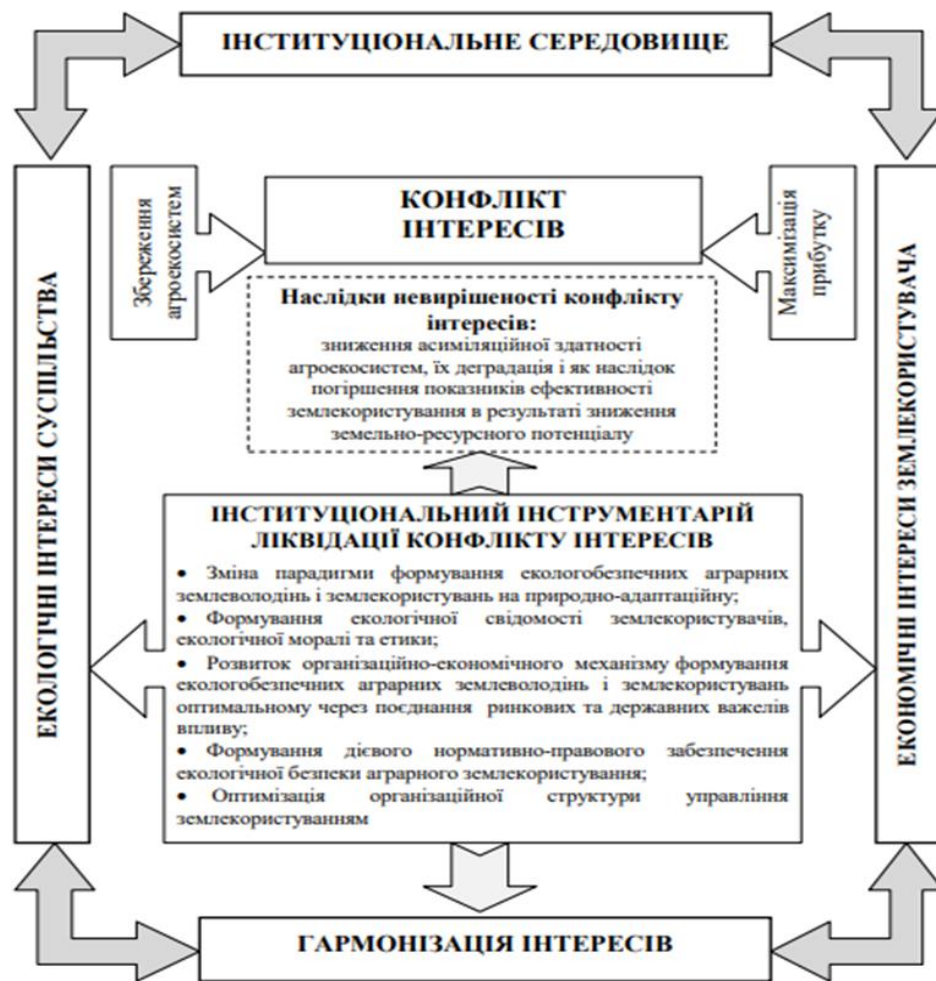 ІНСТИТУЦІОНАЛЬНЕ СЕРЕДОВИЩЕ
ЕКОЛОГІЧНІ ІНТЕРЕСИ СУСПІЛЬСТВА
Збереження
агроекосистем
КОНФЛІКТ
ІНТЕРЕСІВ
Максимізація
прибутку
ЕКОНОМІЧНІ ІНТЕРЕСИ ЗЕМЛЕКОРИСТУВАЧА
Наслідки невирішеності конфлікту
інтересів:
зниження асиміляційної здатності
агроекосистем, їх деградація і як наслідок
погіршення показників ефективності
землекористування в результаті зниження
земельно-ресурсного потенціалу
ІНСТИТУЦІОНАЛЬНИЙ ІНСТРУМЕНТАРІЙ
ЛІКВІДАЦІЇ КОНФЛІКТУ ІНТЕРЕСІВ
• Зміна парадигми формування екологобезпечних аграрних
землеволодінь і землекористувань на природно-адаптаційну;
• Формування екологічної свідомості землекористувачів,
екологічної моралі та етики;
• Розвиток організаційно-економічного механізму формування
екологобезпечних аграрних землеволодінь і землекористувань
оптимальному через поєднання ринкових та державних важелів
впливу;
• Формування дієвого нормативно-правового забезпечення
екологічної безпеки аграрного землекористування;
• Оптимізація організаційної структури управління
землекористуванням
ГАРМОНІЗАЦІЯ ІНТЕРЕСІВ